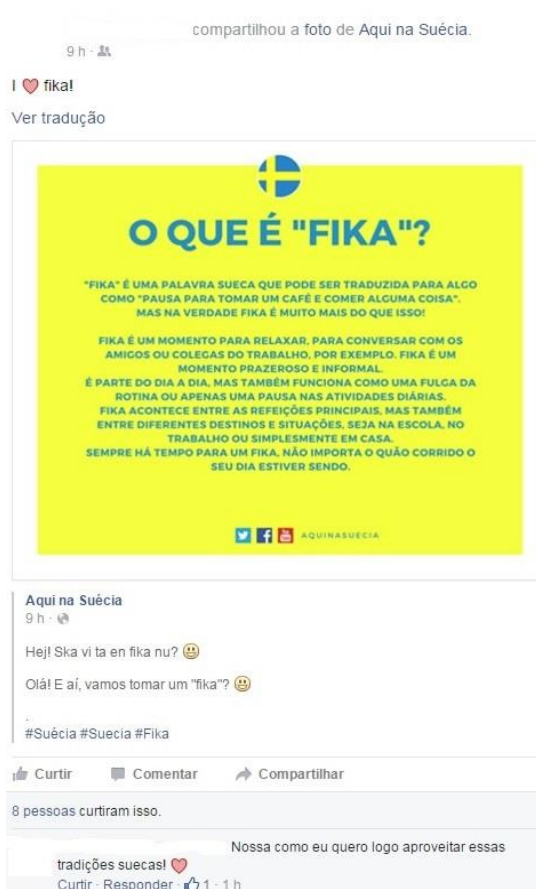 compartilhou a foto de Aqui na Suécia.
9 h ·
I ❤ fika!
Ver tradução
O QUE É "FIKA"?
"FIKA" É UMA PALAVRA SUECA QUE PODE SER TRADUZIDA PARA ALGO
COMO "PAUSA PARA TOMAR UM CAFÉ E COMER ALGUMA COISA".
MAS NA VERDADE FIKA É MUITO MAIS DO QUE ISSO!
FIKA É UM MOMENTO PARA RELAXAR, PARA CONVERSAR COM OS
AMIGOS OU COLEGAS DO TRABALHO, POR EXEMPLO. FIKA É UM
MOMENTO PRAZEROSO E INFORMAL.
É PARTE DO DIA A DIA, MAS TAMBÉM FUNCIONA COMO UMA FULGA DA
ROTINA OU APENAS UMA PAUSA NAS ATIVIDADES DIÁRIAS.
FIKA ACONTECE ENTRE AS REFEIÇÕES PRINCIPAIS, MAS TAMBÉM
ENTRE DIFERENTES DESTINOS E SITUAÇÕES, SEJA NA ESCOLA, NO
TRABALHO OU SIMPLESMENTE EM CASA.
SEMPRE HÁ TEMPO PARA UM FIKA, NÃO IMPORTA O QUÃO CORRIDO O
SEU DIA ESTIVER SENDO.
AQUINASUECIA
Aqui na Suécia
9 h ·
Hej! Ska vi ta en fika nu? 😃
Olá! E aí, vamos tomar um "fika"? 😃
.
#Suécia #Suecia #Fika
Curtir Comentar Compartilhar
8 pessoas curtiram isso.
Nossa como eu quero logo aproveitar essas
tradições suecas! ❤
Curtir · Responder · 1 · 1 h